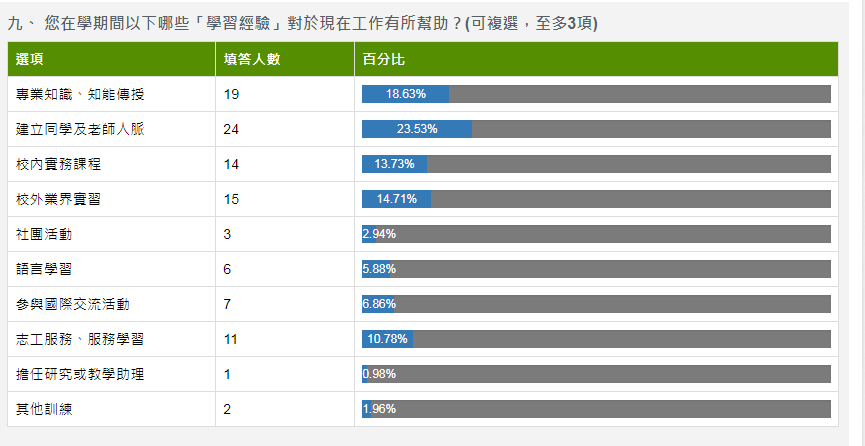 九、 您在學期間以下哪些「學習經驗」對於現在工作有所幫助？(可複選，至多3項)
選項 填答人數 百分比
專業知識、知能傳授 19 18.63%
建立同學及老師人脈 24 23.53%
校內實務課程 14 13.73%
校外業界實習 15 14.71%
社團活動 3 2.94%
語言學習 6 5.88%
參與國際交流活動 7 6.86%
志工服務、服務學習 11 10.78%
擔任研究或教學助理 1 0.98%
其他訓練 2 1.96%